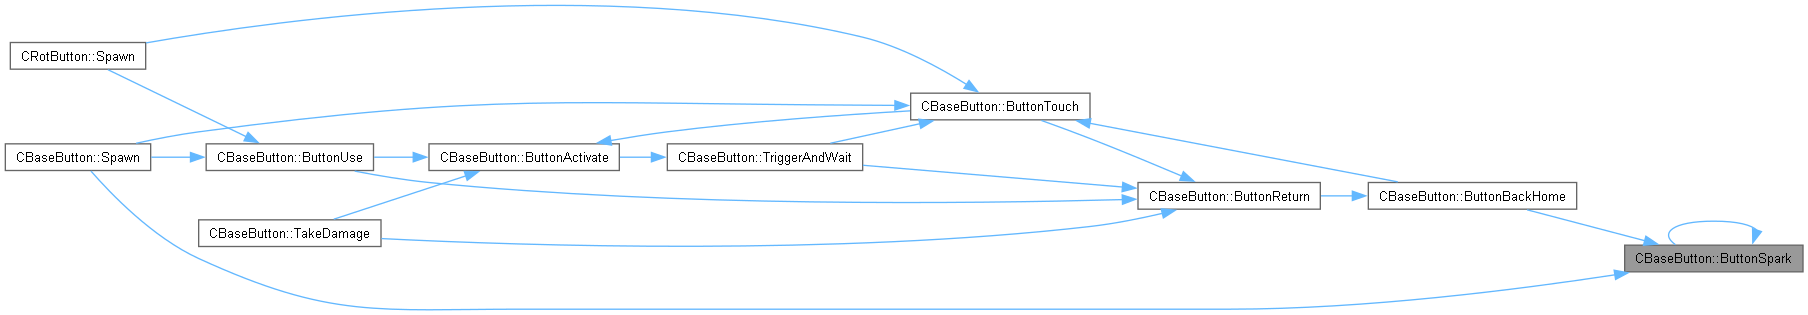 CRotButton::Spawn
CBaseButton::ButtonTouch
CBaseButton::Spawn
CBaseButton::ButtonUse
CBaseButton::ButtonActivate
CBaseButton::TriggerAndWait
CBaseButton::ButtonReturn
CBaseButton::ButtonBackHome
CBaseButton::TakeDamage
CBaseButton::ButtonSpark